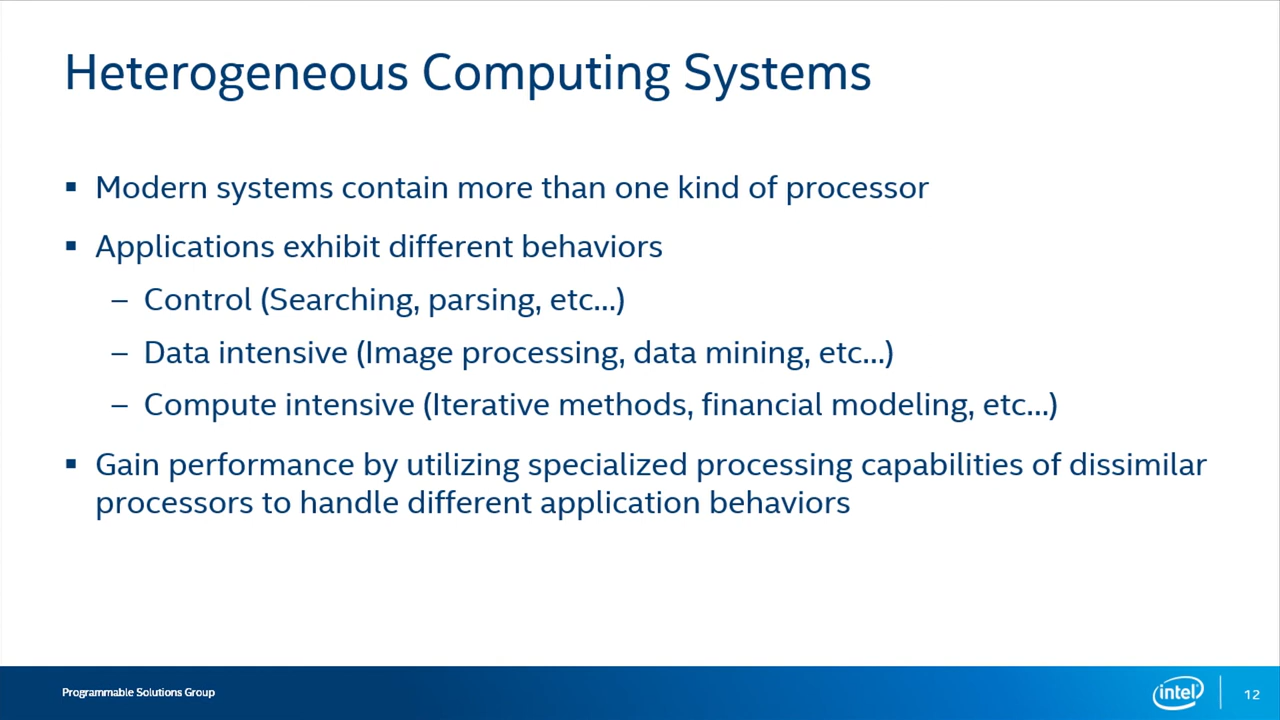 Heterogeneous Computing Systems
▪ Modern systems contain more than one kind of processor
▪ Applications exhibit different behaviors
– Control (Searching, parsing, etc...)
– Data intensive (Image processing, data mining, etc...)
– Compute intensive (Iterative methods, financial modeling, etc...)
▪ Gain performance by utilizing specialized processing capabilities of dissimilar
processors to handle different application behaviors
Programmable Solutions Group
intel
12